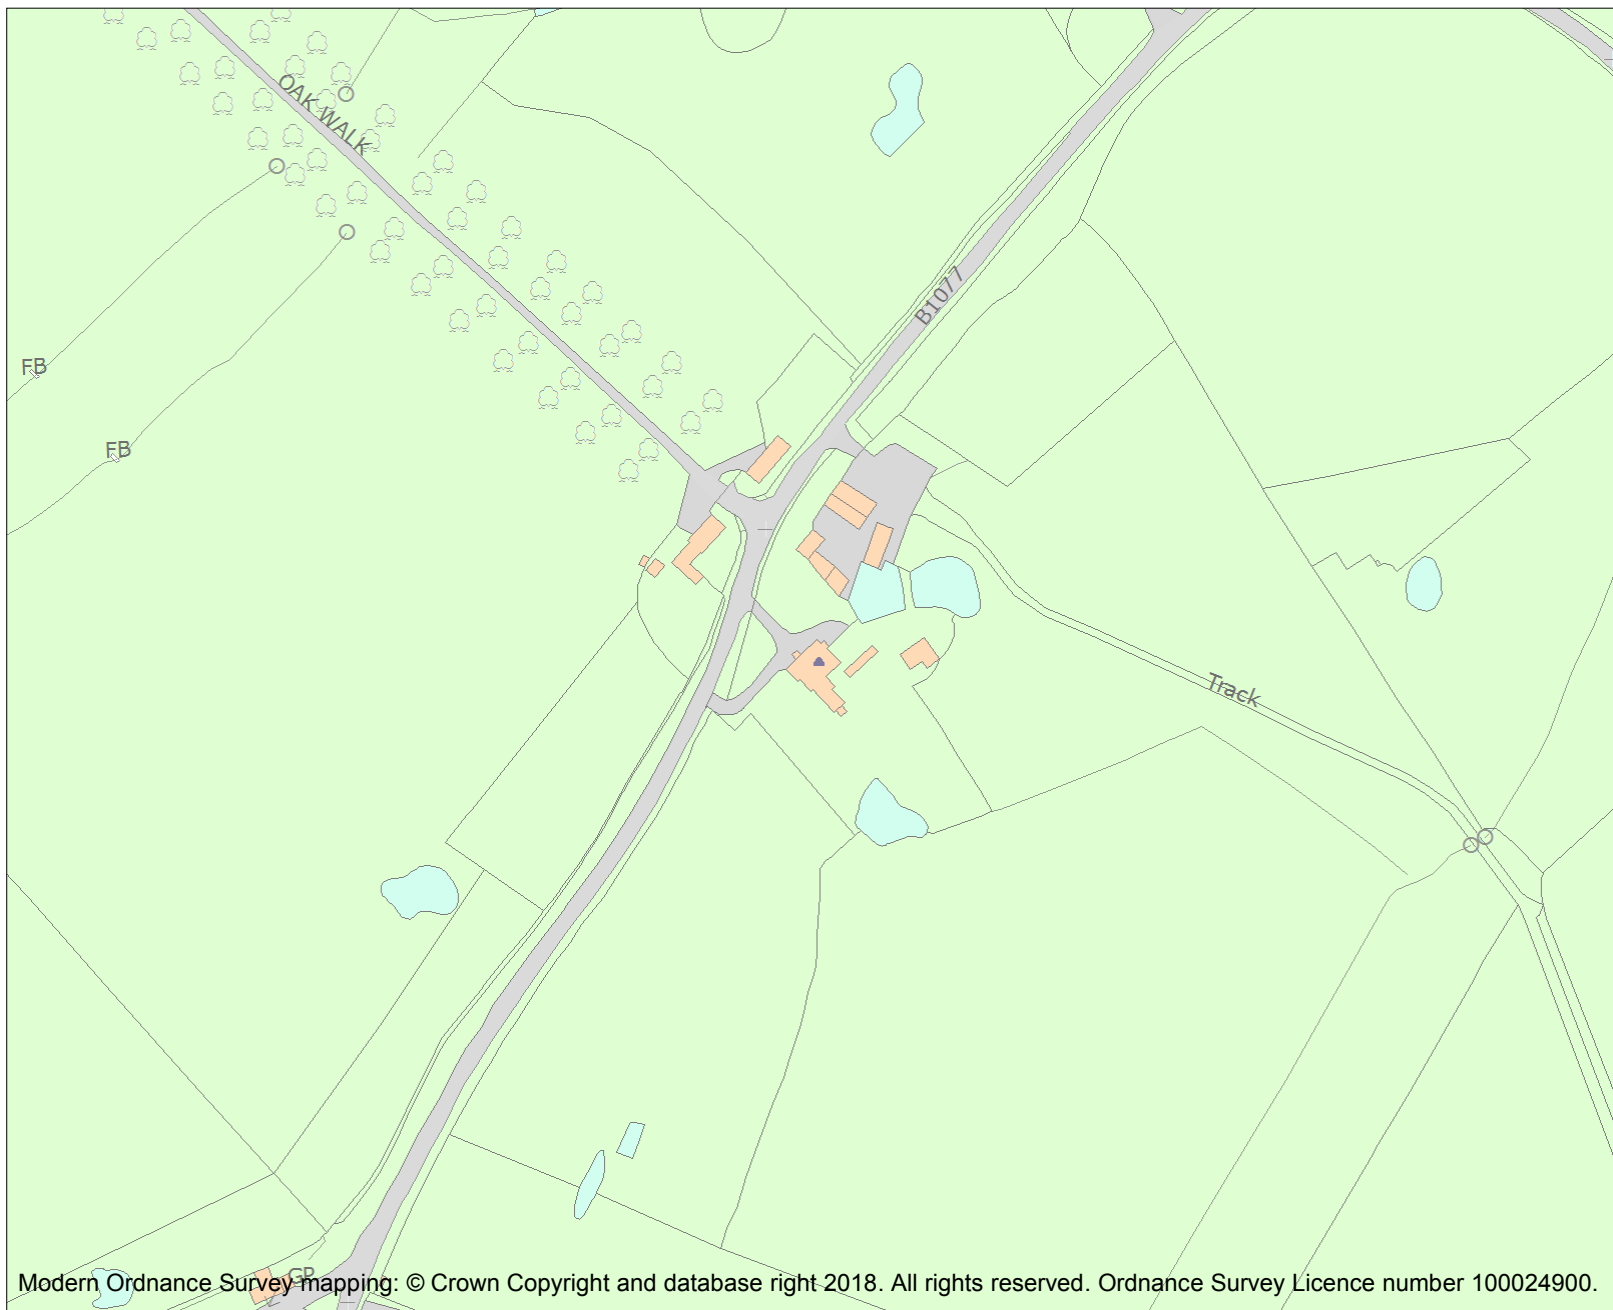 OAK WALK
B1077
FB
FB
Track
GP
Modern Ordnance Survey mapping: © Crown Copyright and database right 2018. All rights reserved. Ordnance Survey Licence number 100024900.